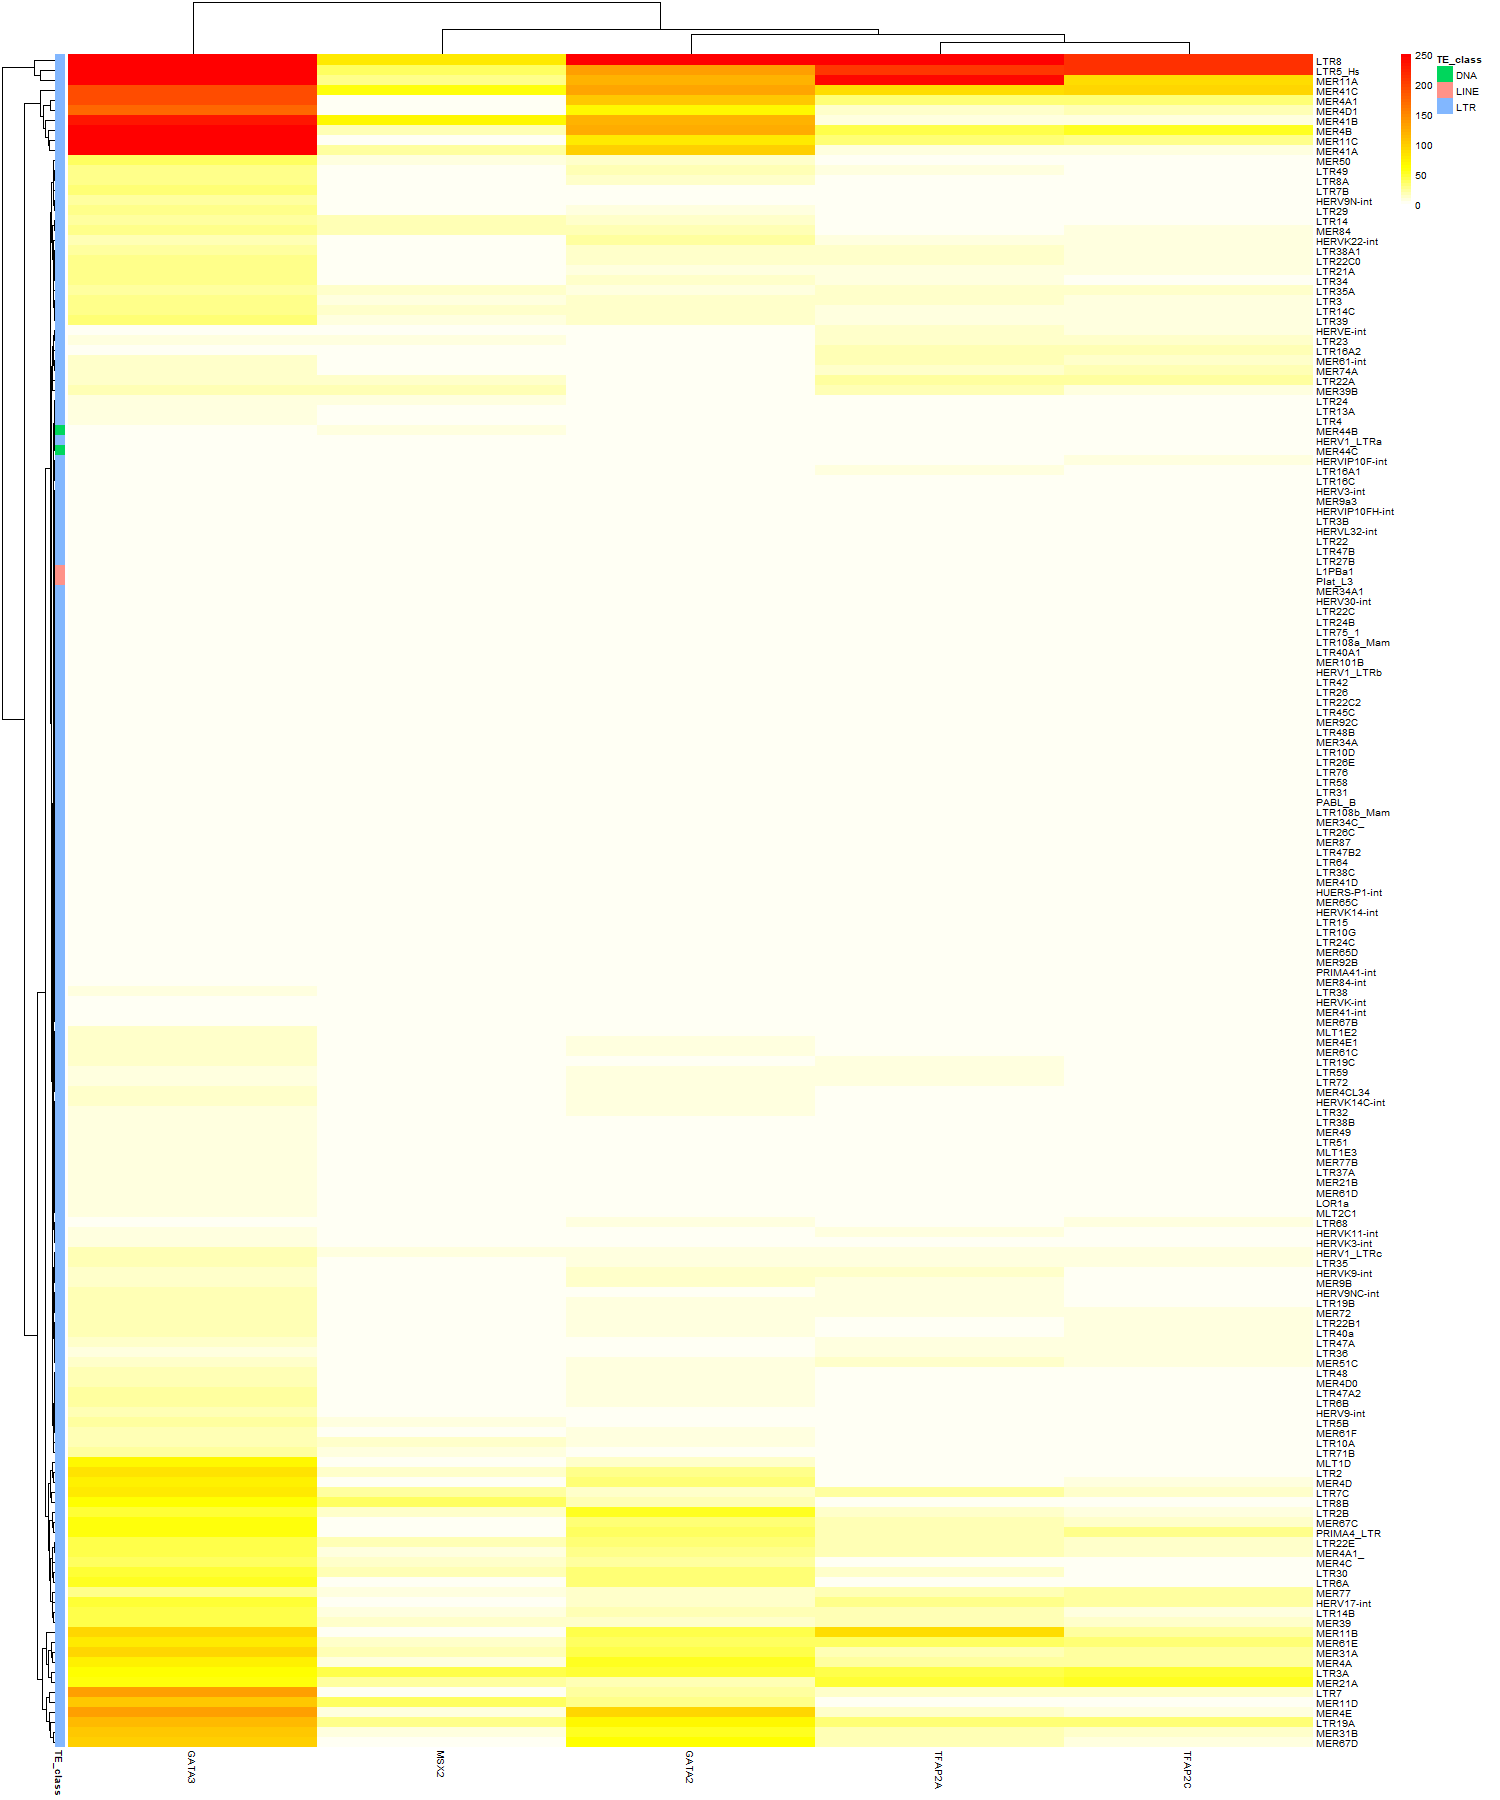 250
200
150
100
50
0
TE_class
DNA
LINE
LTR
LTR8
LTR5_Hs
MER11A
MER41C
MER4A1
MER4D1
MER41B
MER4B
MER11C
MER41A
MER50
LTR49
LTR8A
LTR7B
HERV9N-int
LTR29
LTR14
MER84
HERVK22-int
LTR38A1
LTR22C0
LTR21A
LTR34
LTR35A
LTR3
LTR14C
LTR39
HERVE-int
LTR23
LTR16A2
MER61-int
MER74A
LTR22A
MER39B
LTR24
LTR13A
LTR4
MER44B
HERV1_LTRa
MER44C
HERVIP10F-int
LTR16A1
LTR16C
HERV3-int
MER9a3
HERVIP10FH-int
LTR3B
HERVL32-int
LTR22
LTR47B
LTR27B
L1PBa1
Plat_L3
MER34A1
HERV30-int
LTR22C
LTR24B
LTR75_1
LTR108a_Mam
LTR40A1
MER101B
HERV1_LTRb
LTR42
LTR26
LTR22C2
LTR45C
MER92C
LTR48B
MER34A
LTR10D
LTR26E
LTR76
LTR58
LTR31
PABL_B
LTR108b_Mam
MER34C_
LTR26C
MER87
LTR47B2
LTR64
LTR38C
MER41D
HUERS-P1-int
MER65C
HERVK14-int
LTR15
LTR10G
LTR24C
MER65D
MER92B
PRIMA41-int
MER84-int
LTR38
HERVK-int
MER41-int
MER67B
MLT1E2
MER4E1
MER61C
LTR19C
LTR59
LTR72
MER4CL34
HERVK14C-int
LTR32
LTR38B
MER49
LTR51
MLT1E3
MER77B
LTR37A
MER21B
MER61D
LOR1a
MLT2C1
LTR68
HERVK11-int
HERVK3-int
HERV1_LTRc
LTR35
HERVK9-int
MER9B
HERV9NC-int
LTR19B
MER72
LTR22B1
LTR40a
LTR47A
LTR36
MER51C
LTR48
MER4D0
LTR47A2
LTR6B
HERV9-int
LTR5B
MER61F
LTR10A
LTR71B
MLT1D
LTR2
MER4D
LTR7C
LTR8B
LTR2B
MER67C
PRIMA4_LTR
LTR22E
MER4A1_
MER4C
LTR30
LTR6A
MER77
HERV17-int
LTR14B
MER39
MER11B
MER61E
MER31A
MER4A
LTR3A
MER21A
LTR7
MER11D
MER4E
LTR19A
MER31B
MER67D
TE_class
GATA3
MSX2
GATA2
TFAP2A
TFAP2C